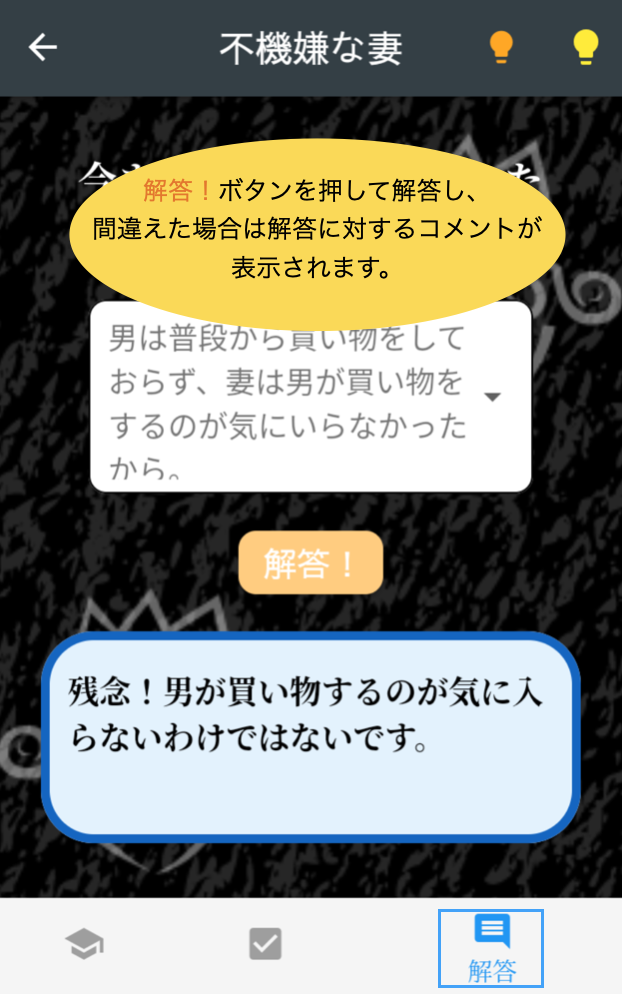 不機嫌な妻
解答！ボタンを押して解答し、
間違えた場合は解答に対するコメントが
表示されます。
男は普段から買い物をして
おらず、妻は男が買い物を
するのが気にいらなかった
から。
解答！
残念！男が買い物するのが気に入
らないわけではないです。
解答